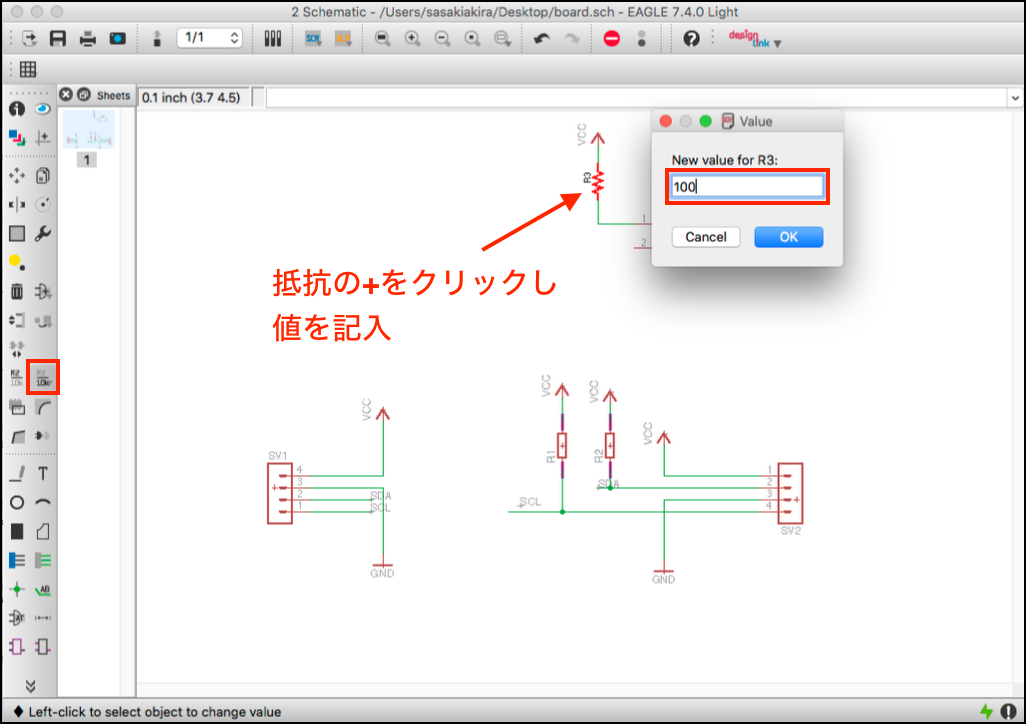 2 Schematic - /Users/sasakiakira/Desktop/board.sch - EAGLE 7.4.0 Light
1/1
SCR
ULP
design
link
Sheets
0.1 inch (3.7 4.5)
1
Value
New value for R3:
100
Cancel
OK
VCC
R3
1
2
抵抗の+をクリックし
値を記入
R2
10k
R2
10k
T
AB
VCC
SV1
4
3
2
1
SDA
SCL
GND
VCC
VCC
VCC
R1
R2
SDA
SCL
1
2
3
4
SV2
GND
Left-click to select object to change value